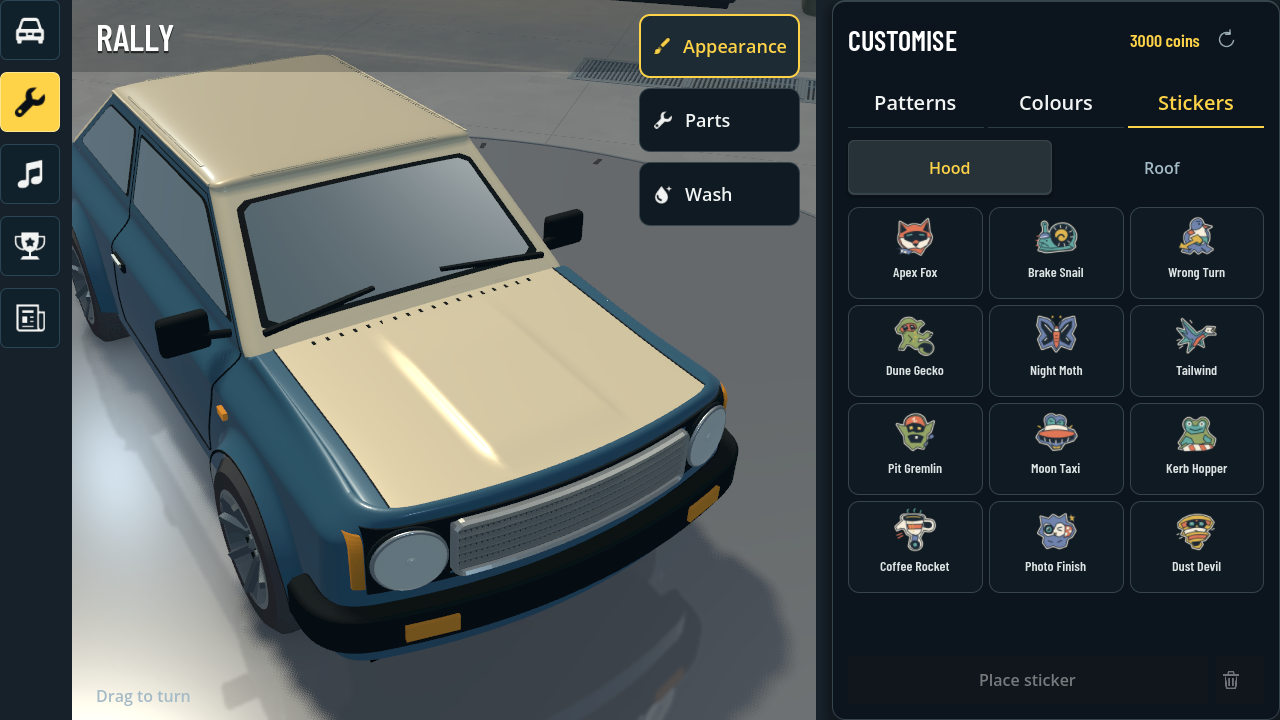 RALLY
Appearance
Parts
Wash
Drag to turn
CUSTOMISE
3000 coins
Patterns
Colours
Stickers
Hood
Roof
Apex Fox
Brake Snail
Wrong Turn
Dune Gecko
Night Moth
Tailwind
Pit Gremlin
Moon Taxi
Kerb Hopper
Coffee Rocket
Photo Finish
Dust Devil
Place sticker